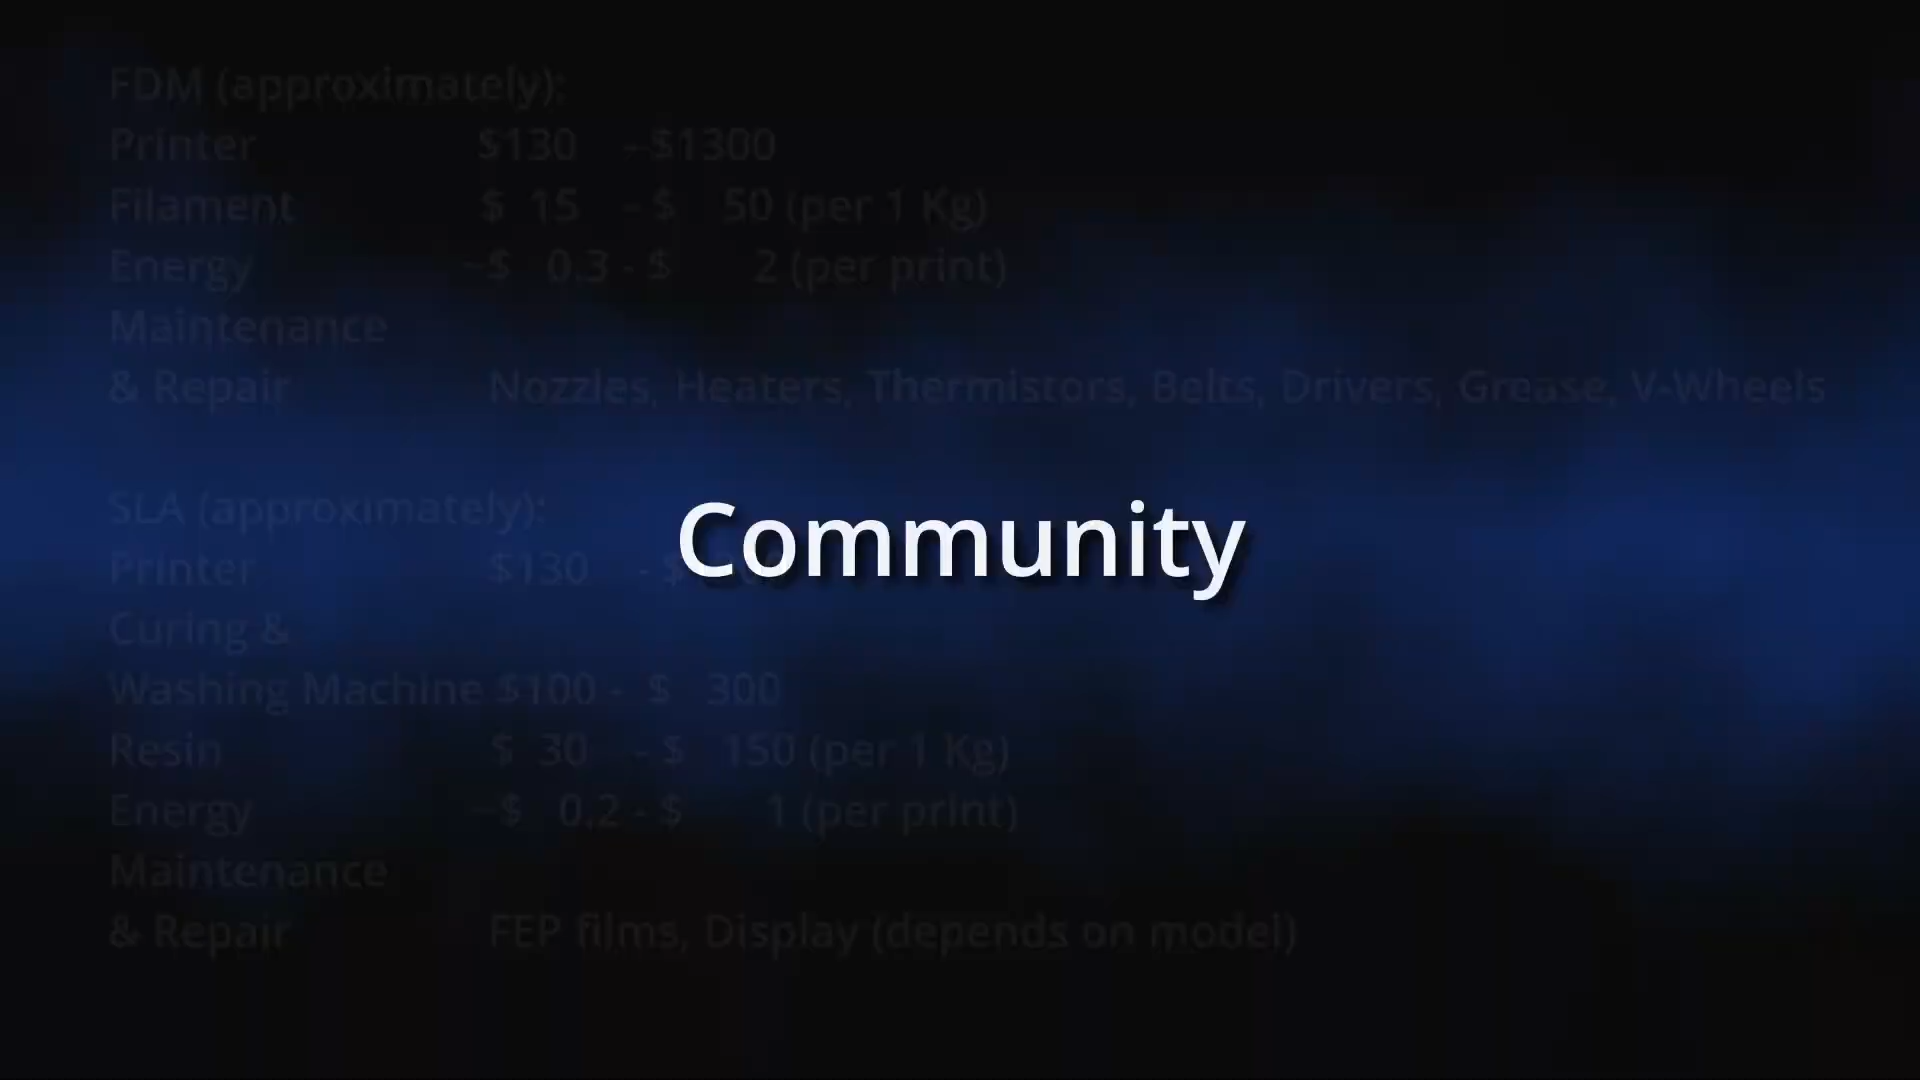 FDM (approximately):
Printer $130 ~$1300
Filament $ 15 - $ 50 (per 1 Kg)
Energy ~$ 0.3 - $ 2 (per print)
Maintenance
& Repair Nozzles, Heaters, Thermistors, Belts, Drivers, Grease, V-Wheels
SLA (approximately):
Community
Printer $130 - $
Curing &
Washing Machine $100 - $ 300
Resin $ 30 - $ 150 (per 1 Kg)
Energy ~$ 0.2 - $ 1 (per print)
Maintenance
& Repair FEP films, Display (depends on model)